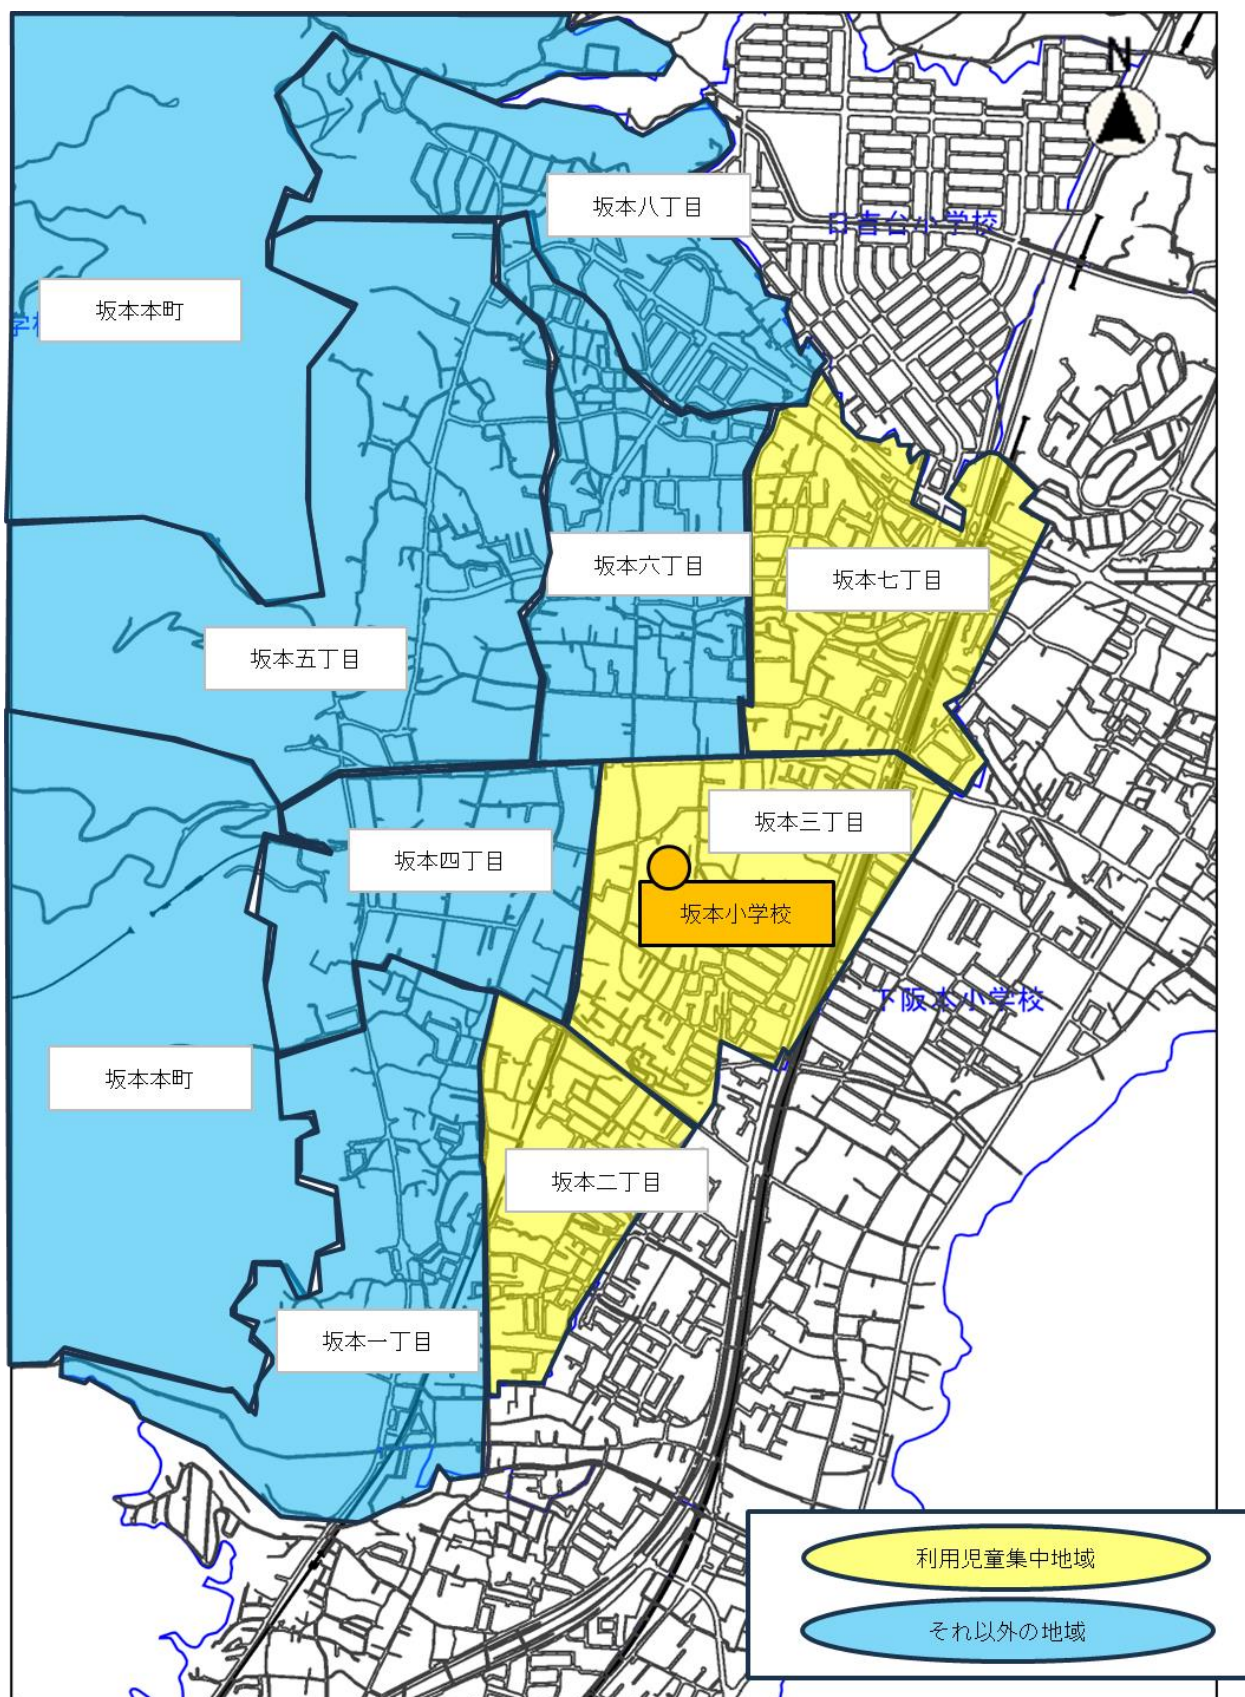 N
坂本八丁目
日吉台小学校
坂本本町
学校
坂本六丁目
坂本七丁目
坂本五丁目
坂本三丁目
坂本四丁目
坂本小学校
下阪本小学校
坂本本町
坂本二丁目
坂本一丁目
利用児童集中地域
それ以外の地域